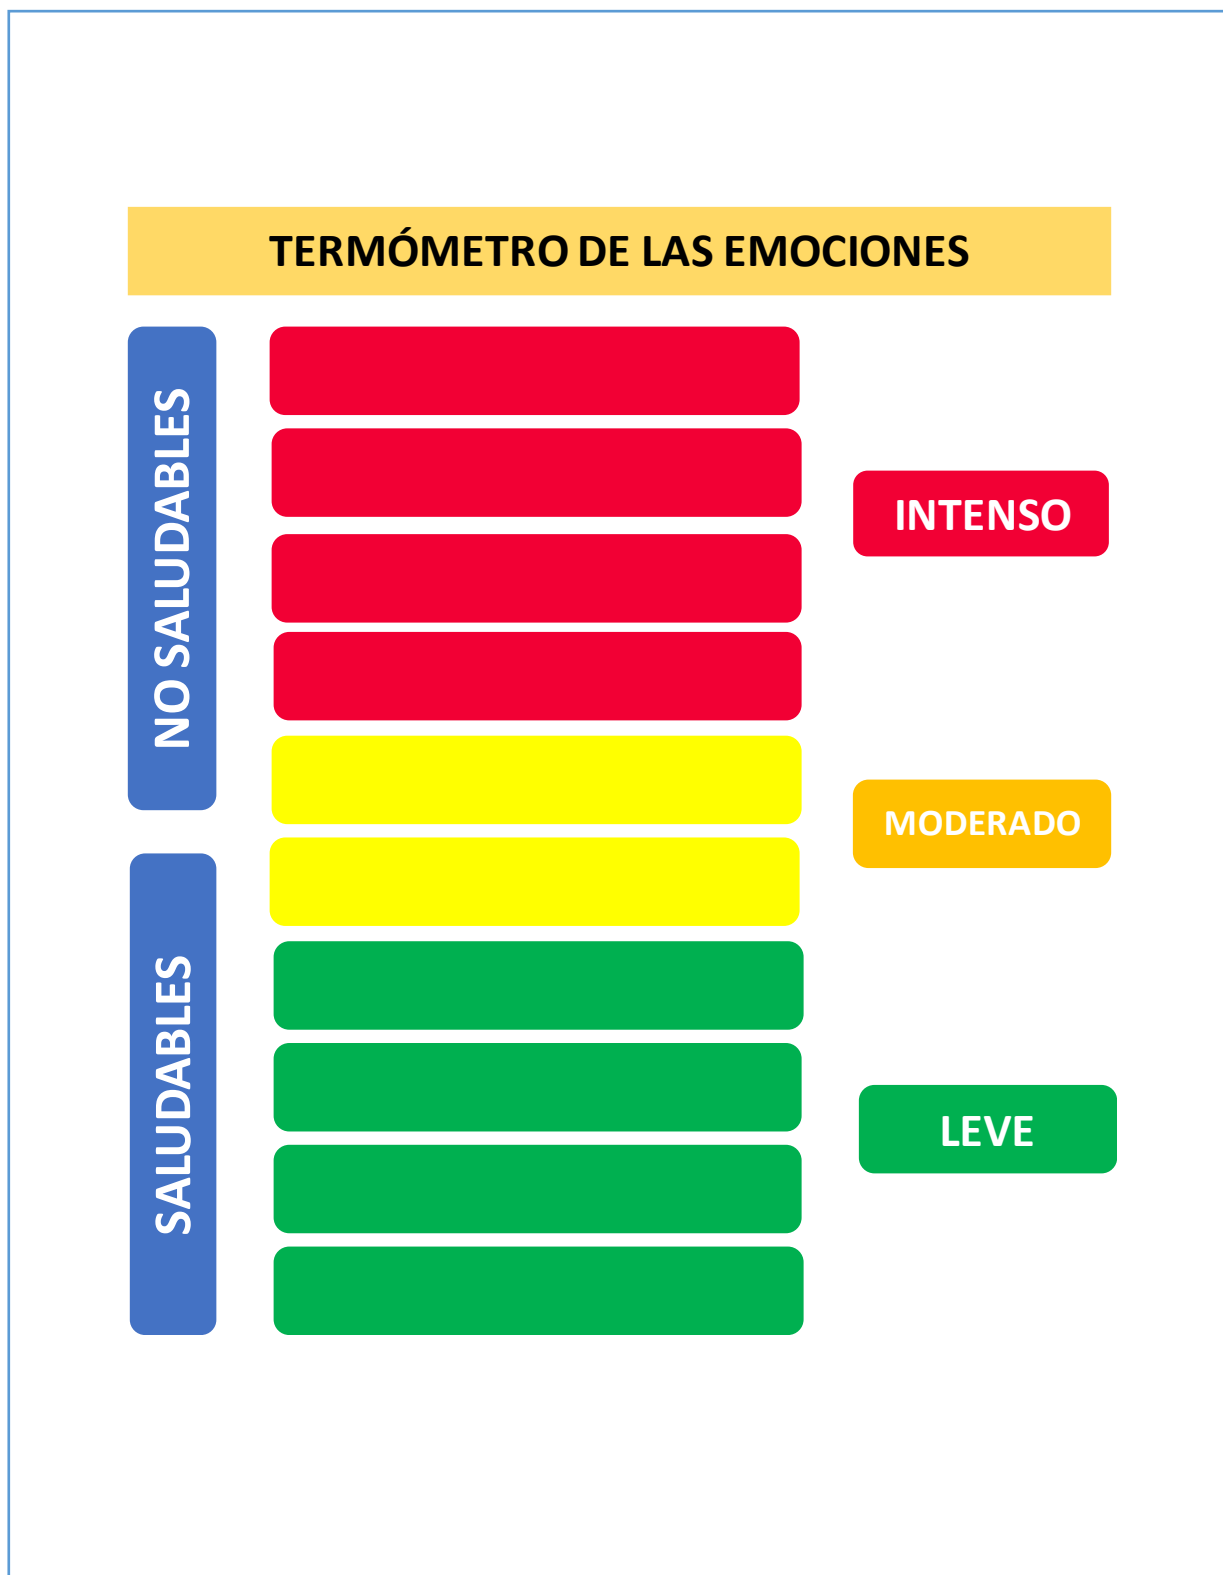 TERMÓMETRO DE LAS EMOCIONES
NO SALUDABLES
INTENSO
MODERADO
SALUDABLES
LEVE